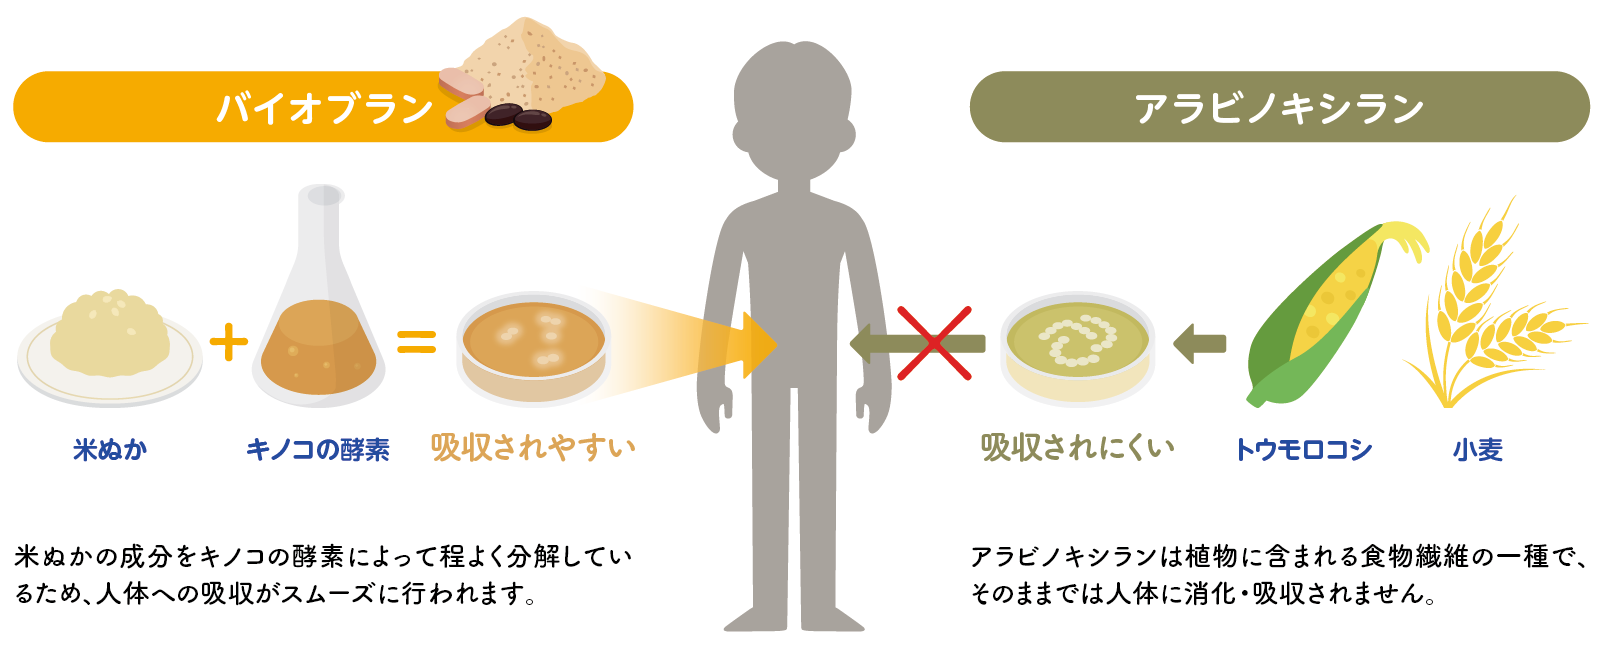 バイオブラン
アラビノキシラン
米ぬか
キノコの酵素
吸収されやすい
吸収されにくい
トウモロコシ
小麦
米ぬかの成分をキノコの酵素によって程よく分解してい
るため、人体への吸収がスムーズに行われます。
アラビノキシランは植物に含まれる食物繊維の一種で、
そのままでは人体に消化・吸収されません。